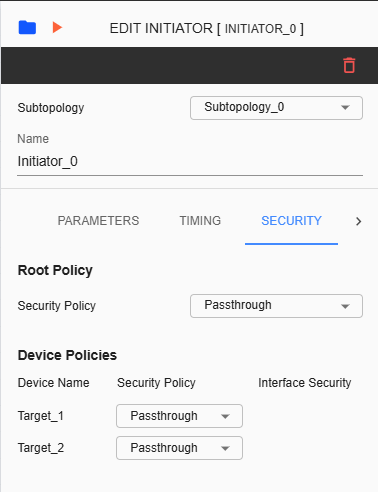 EDIT INITIATOR [ INITIATOR_0 ]
Subtopology Subtopology_0
Name
Initiator_0
PARAMETERS TIMING SECURITY
Root Policy
Security Policy Passthrough
Device Policies
Device Name Security Policy Interface Security
Target_1 Passthrough
Target_2 Passthrough